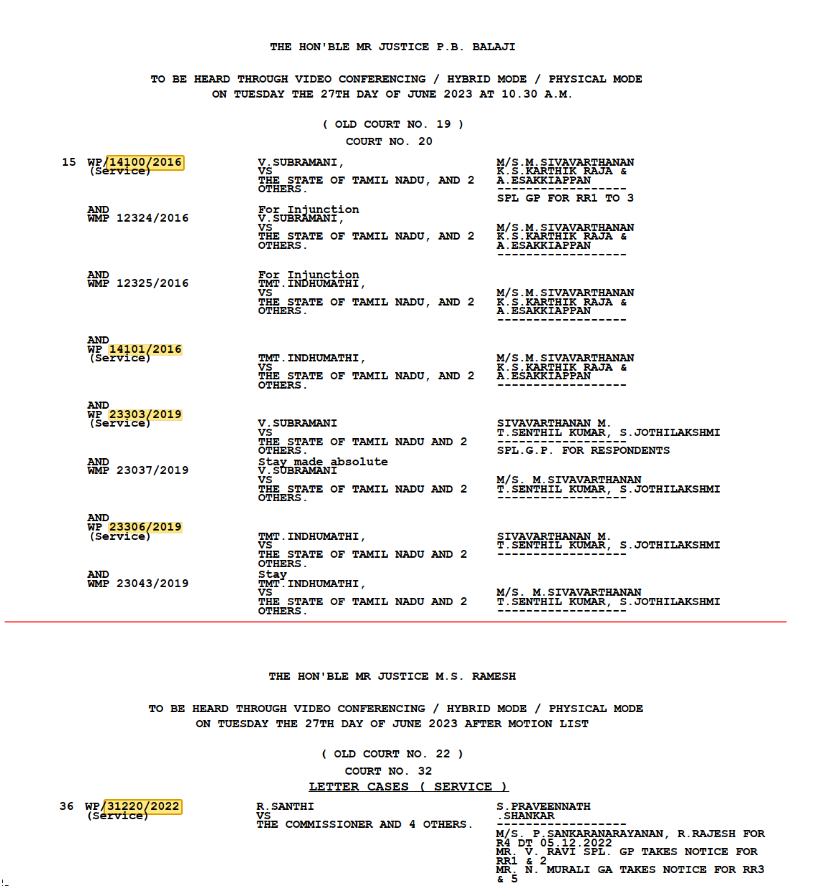 THE HON'BLE MR JUSTICE P.B. BALAJI
TO BE HEARD THROUGH VIDEO CONFERENCING / HYBRID MODE / PHYSICAL MODE
ON TUESDAY THE 27TH DAY OF JUNE 2023 AT 10.30 A.M.
( OLD COURT NO. 19 )
COURT NO. 20
15 WP/14100/2016 V.SUBRAMANI, M/S.M.SIVAVARTHANAN
(Service) VS K.S.KARTHIK RAJA &
THE STATE OF TAMIL NADU, AND 2 A.ESAKKIAPPAN
OTHERS. ------------------
SPL GP FOR RR1 TO 3
AND For Injunction
WMP 12324/2016 V.SUBRAMANI,
VS M/S.M.SIVAVARTHANAN
THE STATE OF TAMIL NADU, AND 2 K.S.KARTHIK RAJA &
OTHERS. A.ESAKKIAPPAN
------------------
AND For Injunction
WMP 12325/2016 TMT.INDHUMATHI,
VS M/S.M.SIVAVARTHANAN
THE STATE OF TAMIL NADU, AND 2 K.S.KARTHIK RAJA &
OTHERS. A.ESAKKIAPPAN
------------------
AND
WP 14101/2016
(Service) TMT.INDHUMATHI, M/S.M.SIVAVARTHANAN
VS K.S.KARTHIK RAJA &
THE STATE OF TAMIL NADU, AND 2 A.ESAKKIAPPAN
OTHERS. ------------------
AND
WP 23303/2019
(Service) V.SUBRAMANI SIVAVARTHANAN M.
VS T.SENTHIL KUMAR, S.JOTHILAKSHMI
THE STATE OF TAMIL NADU AND 2 ------------------
OTHERS. SPL.G.P. FOR RESPONDENTS
AND Stay made absolute
WMP 23037/2019 V.SUBRAMANI
VS M/S. M.SIVAVARTHANAN
THE STATE OF TAMIL NADU AND 2 T.SENTHIL KUMAR, S.JOTHILAKSHMI
OTHERS. ------------------
AND
WP 23306/2019
(Service) TMT.INDHUMATHI, SIVAVARTHANAN M.
VS T.SENTHIL KUMAR, S.JOTHILAKSHMI
THE STATE OF TAMIL NADU AND 2 ------------------
OTHERS.
AND Stay
WMP 23043/2019 TMT.INDHUMATHI,
VS M/S. M.SIVAVARTHANAN
THE STATE OF TAMIL NADU AND 2 T.SENTHIL KUMAR, S.JOTHILAKSHMI
OTHERS. ------------------
THE HON'BLE MR JUSTICE M.S. RAMESH
TO BE HEARD THROUGH VIDEO CONFERENCING / HYBRID MODE / PHYSICAL MODE
ON TUESDAY THE 27TH DAY OF JUNE 2023 AFTER MOTION LIST
( OLD COURT NO. 22 )
COURT NO. 32
LETTER CASES ( SERVICE )
36 WP/31220/2022 R.SANTHI S.PRAVEENNATH
(Service) VS .SHANKAR
THE COMMISSIONER AND 4 OTHERS. ------------------
M/S. P.SANKARANARAYANAN, R.RAJESH FOR
R4 DT 05.12.2022
MR. V. RAVI SPL. GP TAKES NOTICE FOR
RR1 & 2
MR. N. MURALI GA TAKES NOTICE FOR RR3
& 5